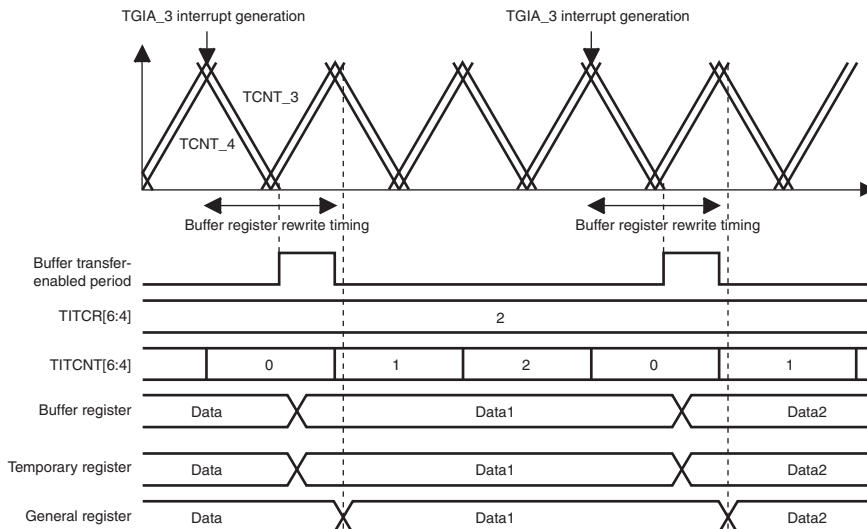 TGIA_3 interrupt generation TGIA_3 interrupt generation
TCNT_3
TCNT_4
Buffer register rewrite timing Buffer register rewrite timing
Buffer transfer-
enabled period
TITCR[6:4] 2
TITCNT[6:4] 0 1 2 0 1
Buffer register Data Data1 Data2
Temporary register Data Data1 Data2
General register Data Data1 Data2